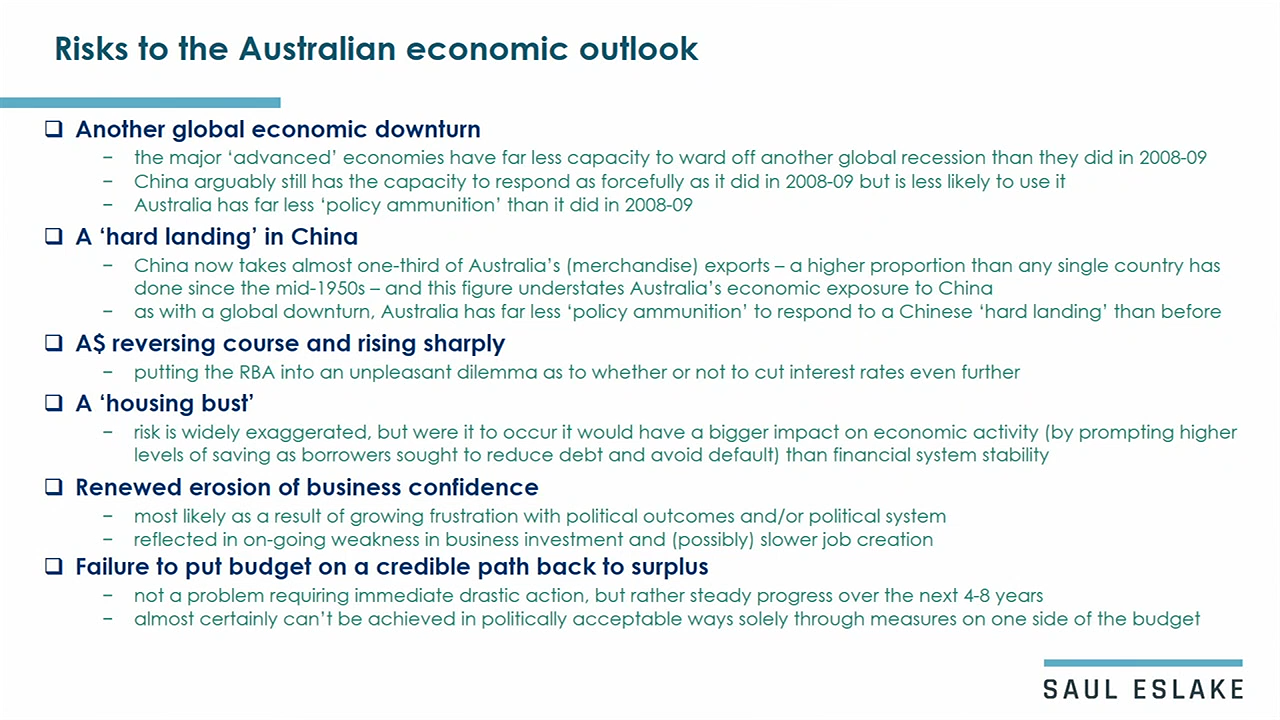 Risks to the Australian economic outlook
❑ Another global economic downturn
− the major ‘advanced’ economies have far less capacity to ward off another global recession than they did in 2008-09
− China arguably still has the capacity to respond as forcefully as it did in 2008-09 but is less likely to use it
− Australia has far less ‘policy ammunition’ than it did in 2008-09
❑ A ‘hard landing’ in China
− China now takes almost one-third of Australia’s (merchandise) exports – a higher proportion than any single country has
done since the mid-1950s – and this figure understates Australia’s economic exposure to China
− as with a global downturn, Australia has far less ‘policy ammunition’ to respond to a Chinese ‘hard landing’ than before
❑ A$ reversing course and rising sharply
− putting the RBA into an unpleasant dilemma as to whether or not to cut interest rates even further
❑ A ‘housing bust’
− risk is widely exaggerated, but were it to occur it would have a bigger impact on economic activity (by prompting higher
levels of saving as borrowers sought to reduce debt and avoid default) than financial system stability
❑ Renewed erosion of business confidence
− most likely as a result of growing frustration with political outcomes and/or political system
− reflected in on-going weakness in business investment and (possibly) slower job creation
❑ Failure to put budget on a credible path back to surplus
− not a problem requiring immediate drastic action, but rather steady progress over the next 4-8 years
− almost certainly can’t be achieved in politically acceptable ways solely through measures on one side of the budget
SAUL ESLAKE